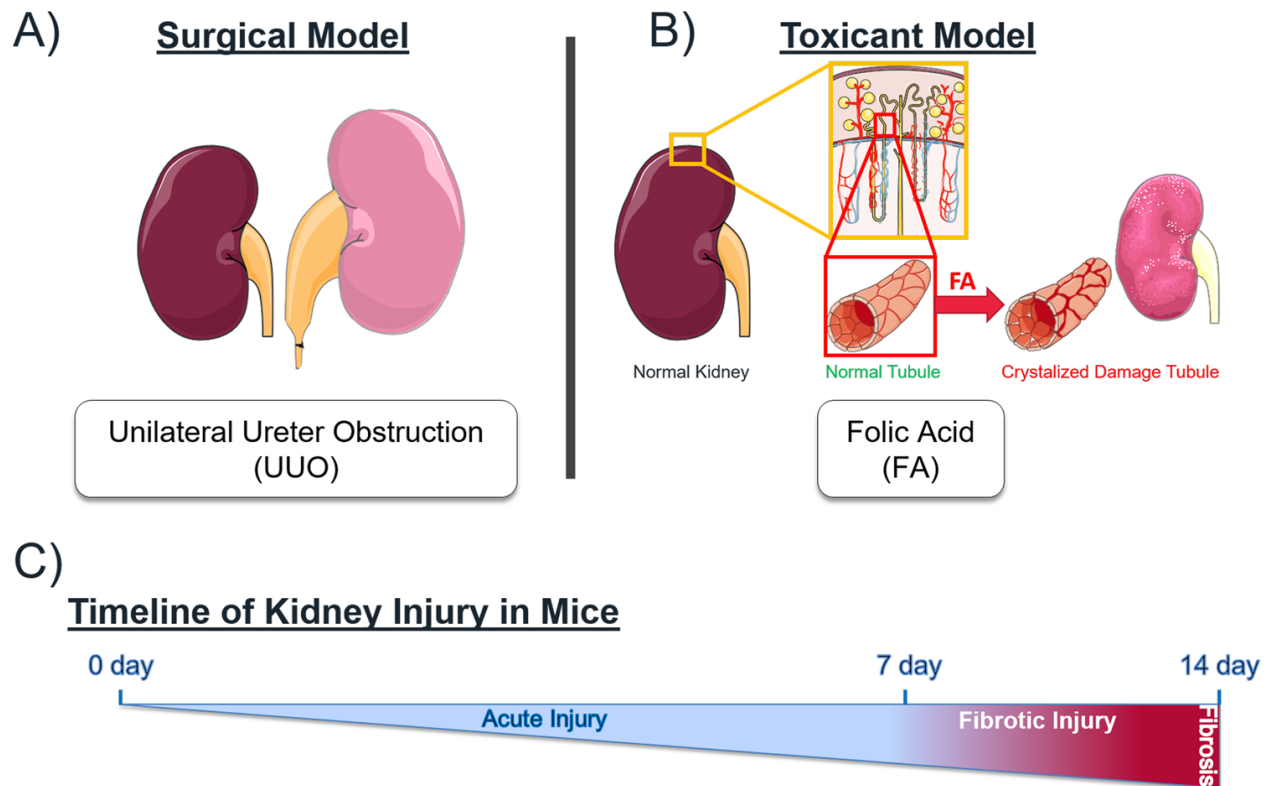 A)
Surgical Model
Unilateral Ureter Obstruction
(UUO)
B)
Toxicant Model
FA
Normal Kidney
Normal Tubule
Crystalized Damage Tubule
Folic Acid
(FA)
C)
Timeline of Kidney Injury in Mice
0 day
7 day
14 day
Acute Injury
Fibrotic Injury
Fibrosis